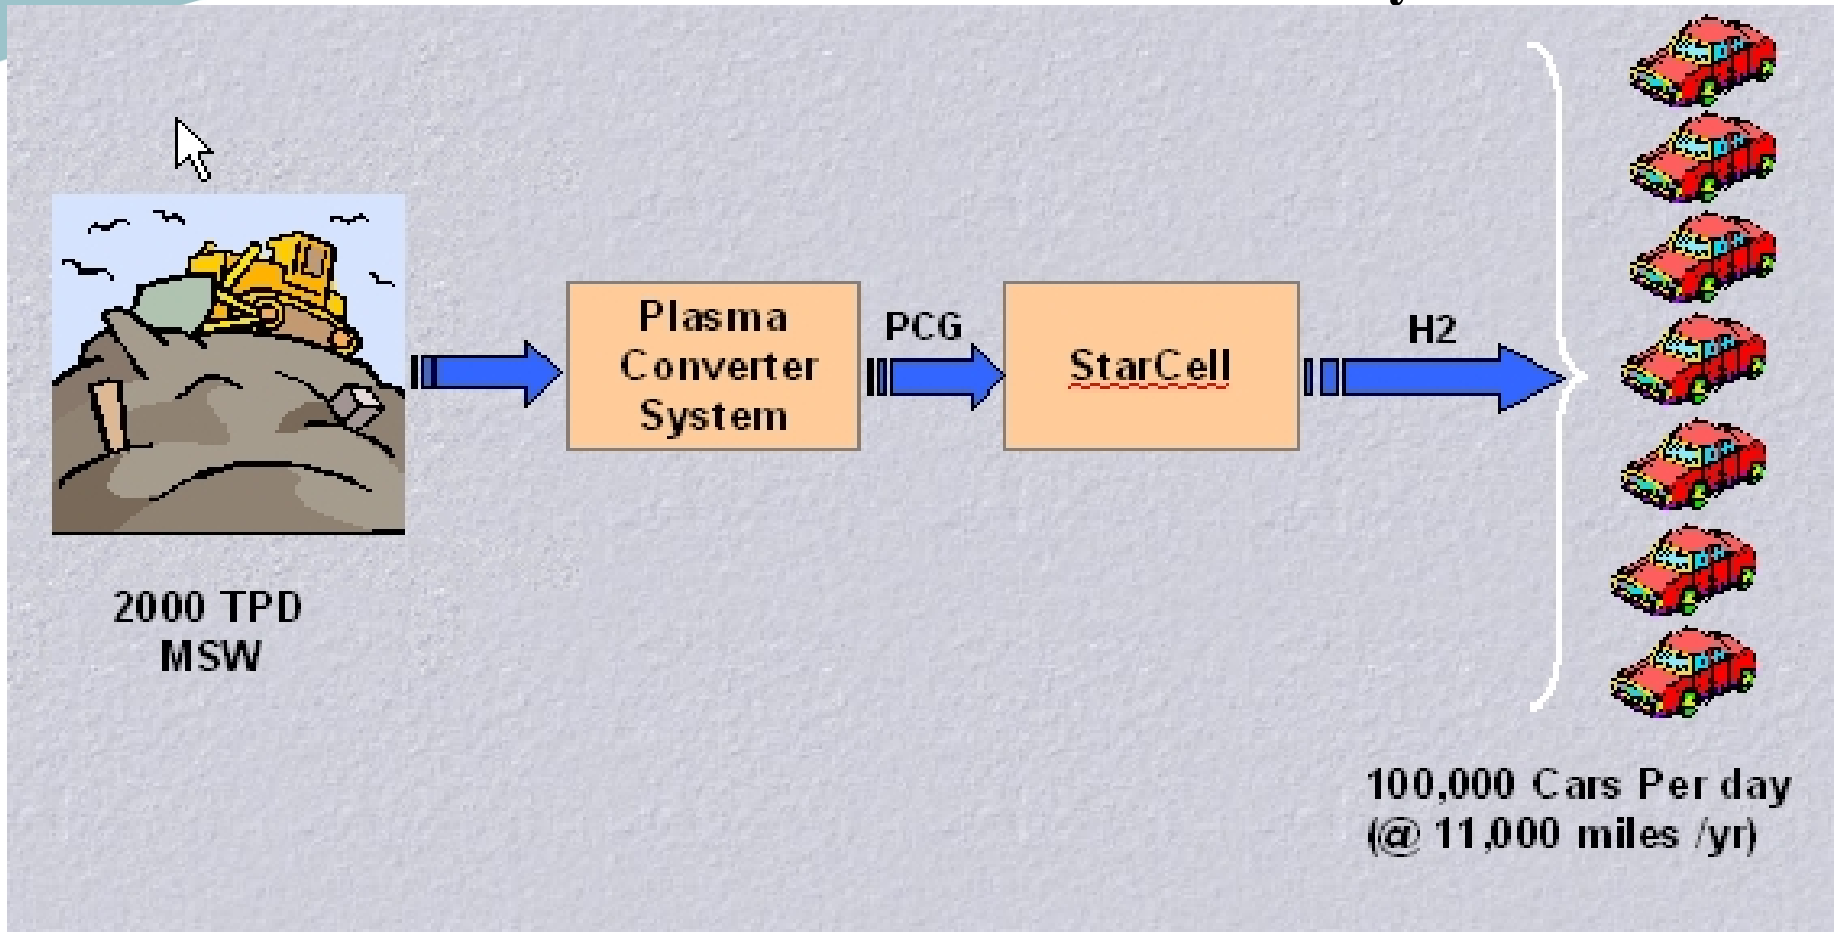 2000 TPD
MSW
Plasma
Converter
System
PCG
StarCell
H2
100,000 Cars Per day
(@ 11,000 miles /yr)